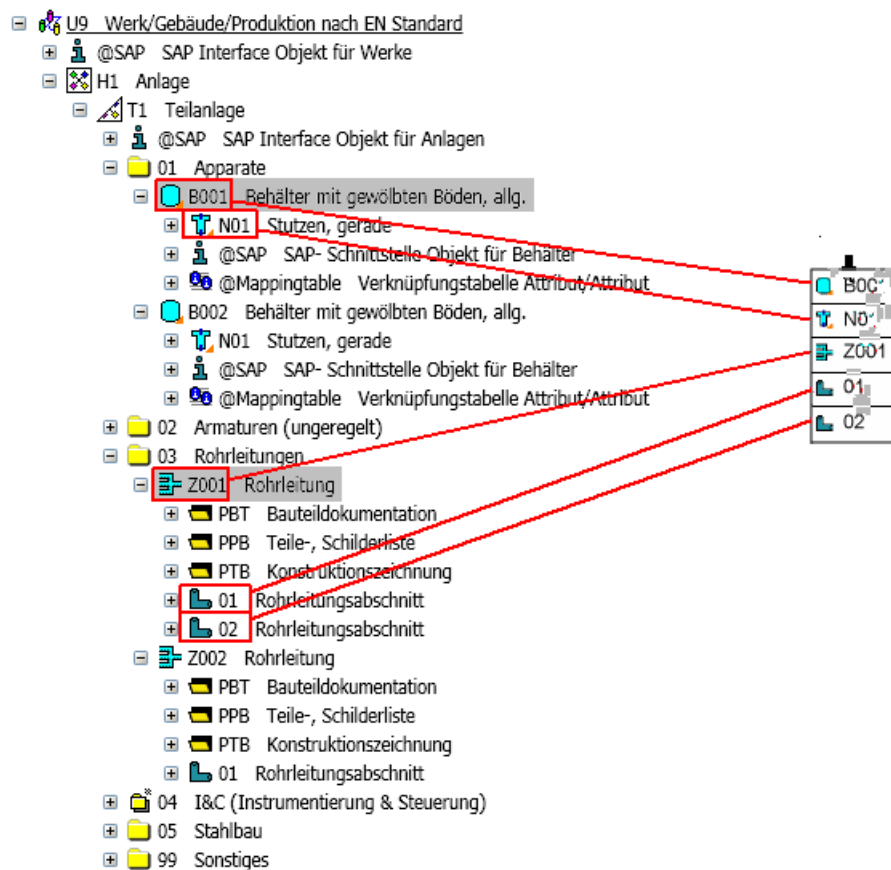 U9 Werk/Gebäude/Produktion nach EN Standard
@SAP SAP Interface Objekt für Werke
H1 Anlage
T1 Teilanlage
@SAP SAP Interface Objekt für Anlagen
01 Apparate
B001 Behälter mit gewölbten Böden, allg.
N01 Stutzen, gerade
@SAP SAP- Schnittstelle Objekt für Behälter
@Mappingtable Verknüpfungstabelle Attribut/Attribut
B002 Behälter mit gewölbten Böden, allg.
N01 Stutzen, gerade
@SAP SAP- Schnittstelle Objekt für Behälter
@Mappingtable Verknüpfungstabelle Attribut/Attribut
02 Armaturen (ungeregelt)
03 Rohrleitungen
Z001 Rohrleitung
PBT Bauteildokumentation
PPB Teile-, Schilderliste
PTB Konstruktionszeichnung
01 Rohrleitungsabschnitt
02 Rohrleitungsabschnitt
Z002 Rohrleitung
PBT Bauteildokumentation
PPB Teile-, Schilderliste
PTB Konstruktionszeichnung
01 Rohrleitungsabschnitt
04 I&C (Instrumentierung & Steuerung)
05 Stahlbau
99 Sonstiges
Z001
01
02